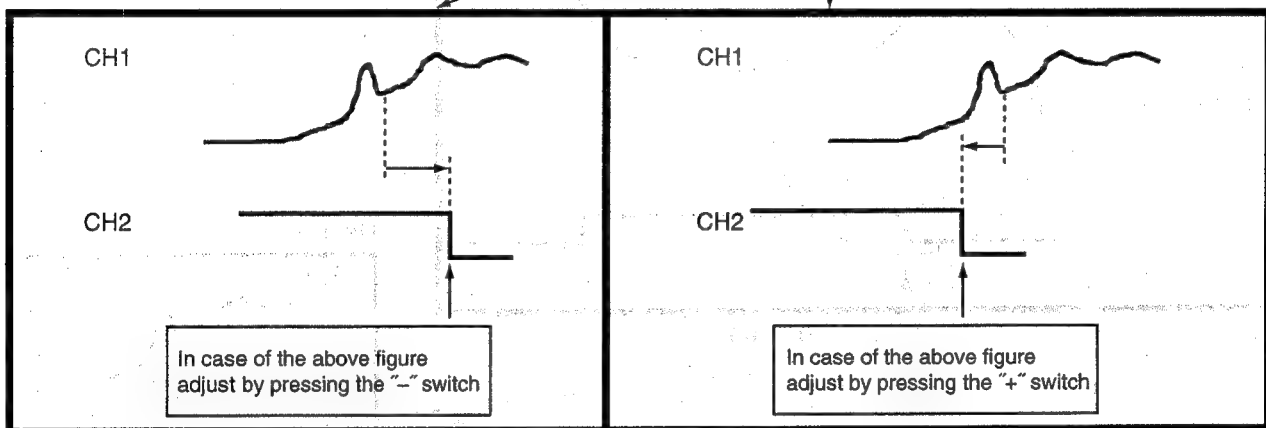 CH1
CH2
In case of the above figure
adjust by pressing the "–" switch
CH1
CH2
In case of the above figure
adjust by pressing the "+" switch